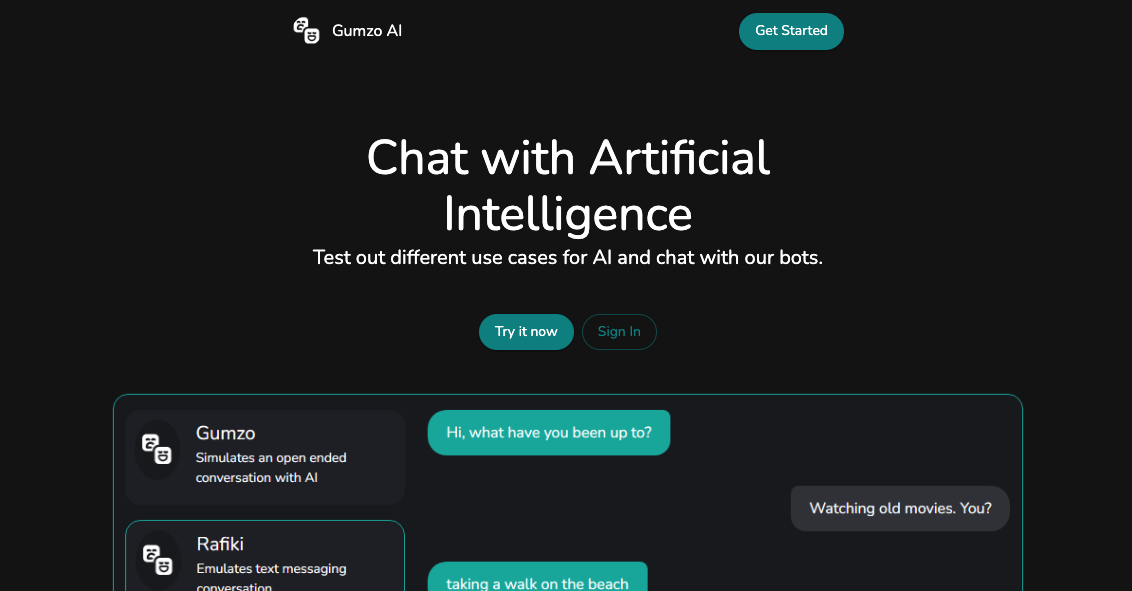 Gumzo AI
Get Started
Chat with Artificial
Intelligence
Test out different use cases for AI and chat with our bots.
Try it now
Sign In
Gumzo
Simulates an open ended
conversation with AI
Rafiki
Emulates text messaging
conversation
Hi, what have you been up to?
Watching old movies. You?
taking a walk on the beach